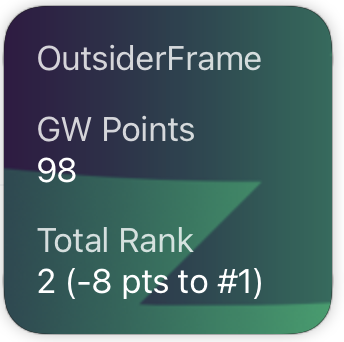 OutsiderFrame
GW Points
98
Total Rank
2 (-8 pts to #1)